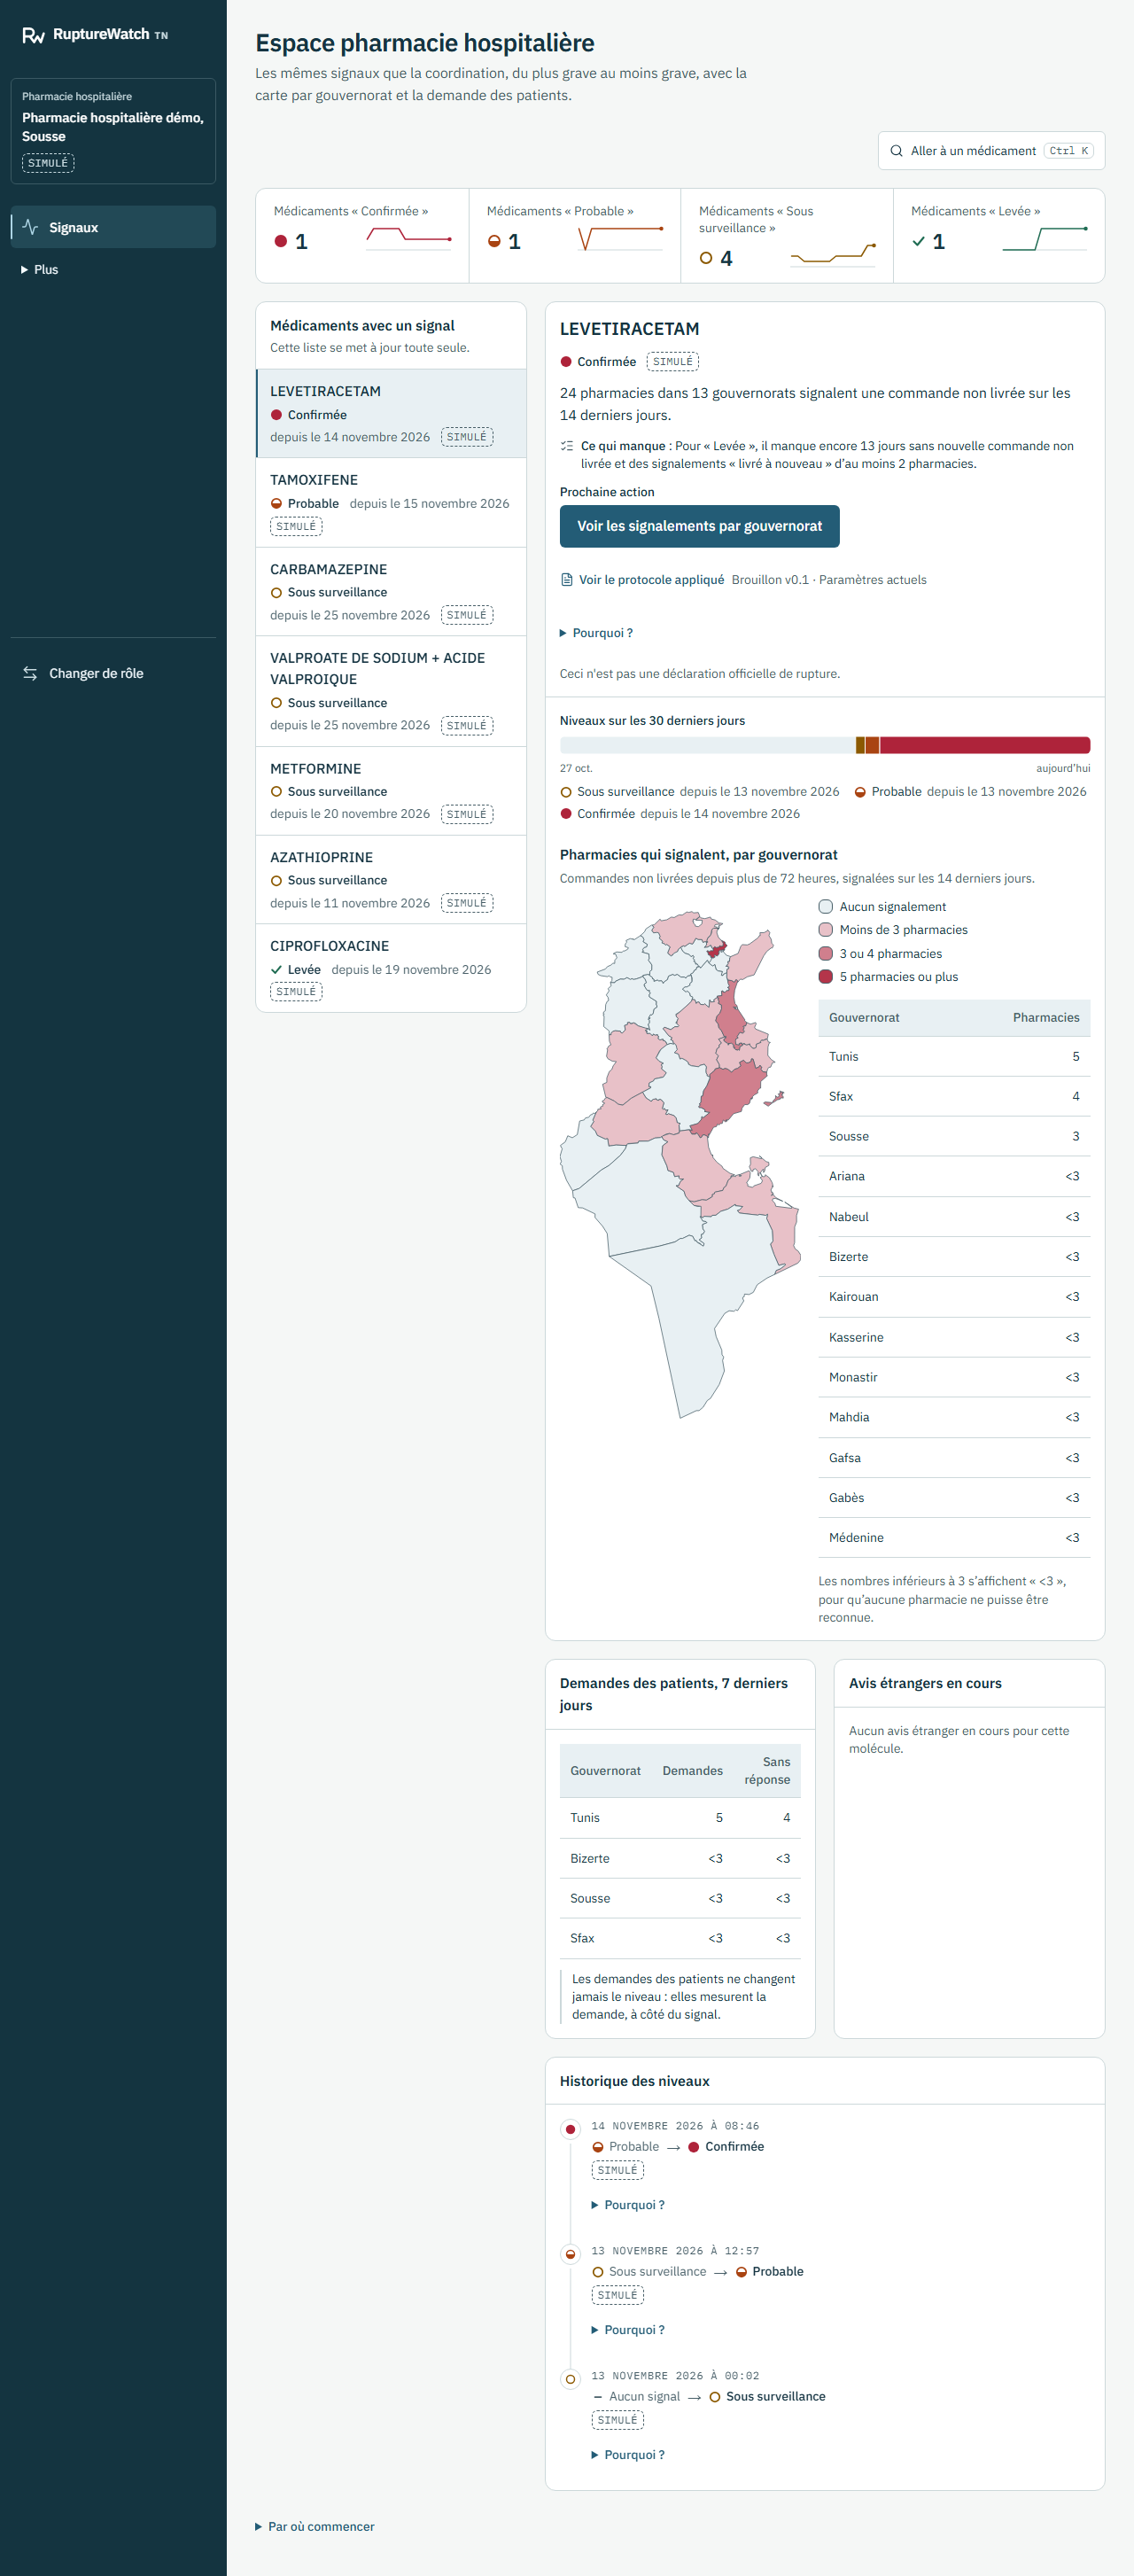 RuptureWatch TN
Pharmacie hospitalière
Pharmacie hospitalière démo,
Sousse
SIMULÉ
Signaux
Plus
Changer de rôle
Espace pharmacie hospitalière
Les mêmes signaux que la coordination, du plus grave au moins grave, avec la
carte par gouvernorat et la demande des patients.
Aller à un médicament Ctrl K
Médicaments « Confirmée »
1
Médicaments « Probable »
1
Médicaments « Sous
surveillance »
4
Médicaments « Levée »
1
Médicaments avec un signal
Cette liste se met à jour toute seule.
LEVETIRACETAM
Confirmée
depuis le 14 novembre 2026 SIMULÉ
TAMOXIFENE
Probable depuis le 15 novembre 2026
SIMULÉ
CARBAMAZEPINE
Sous surveillance
depuis le 25 novembre 2026 SIMULÉ
VALPROATE DE SODIUM + ACIDE
VALPROIQUE
Sous surveillance
depuis le 25 novembre 2026 SIMULÉ
METFORMINE
Sous surveillance
depuis le 20 novembre 2026 SIMULÉ
AZATHIOPRINE
Sous surveillance
depuis le 11 novembre 2026 SIMULÉ
CIPROFLOXACINE
Levée depuis le 19 novembre 2026
SIMULÉ
LEVETIRACETAM
Confirmée SIMULÉ
24 pharmacies dans 13 gouvernorats signalent une commande non livrée sur les
14 derniers jours.
Ce qui manque : Pour « Levée », il manque encore 13 jours sans nouvelle commande non
livrée et des signalements « livré à nouveau » d’au moins 2 pharmacies.
Prochaine action
Voir les signalements par gouvernorat
Voir le protocole appliqué Brouillon v0.1 · Paramètres actuels
Pourquoi ?
Ceci n'est pas une déclaration officielle de rupture.
Niveaux sur les 30 derniers jours
27 oct. aujourd’hui
Sous surveillance depuis le 13 novembre 2026 Probable depuis le 13 novembre 2026
Confirmée depuis le 14 novembre 2026
Pharmacies qui signalent, par gouvernorat
Commandes non livrées depuis plus de 72 heures, signalées sur les 14 derniers jours.
Aucun signalement
Moins de 3 pharmacies
3 ou 4 pharmacies
5 pharmacies ou plus
Gouvernorat Pharmacies
Tunis 5
Sfax 4
Sousse 3
Ariana <3
Nabeul <3
Bizerte <3
Kairouan <3
Kasserine <3
Monastir <3
Mahdia <3
Gafsa <3
Gabès <3
Médenine <3
Les nombres inférieurs à 3 s’affichent « <3 »,
pour qu’aucune pharmacie ne puisse être
reconnue.
Demandes des patients, 7 derniers
jours
Gouvernorat Demandes Sans
réponse
Tunis 5 4
Bizerte <3 <3
Sousse <3 <3
Sfax <3 <3
Les demandes des patients ne changent
jamais le niveau : elles mesurent la
demande, à côté du signal.
Avis étrangers en cours
Aucun avis étranger en cours pour cette
molécule.
Historique des niveaux
14 NOVEMBRE 2026 À 08:46
Probable → Confirmée
SIMULÉ
Pourquoi ?
13 NOVEMBRE 2026 À 12:57
Sous surveillance → Probable
SIMULÉ
Pourquoi ?
13 NOVEMBRE 2026 À 00:02
Aucun signal → Sous surveillance
SIMULÉ
Pourquoi ?
Par où commencer